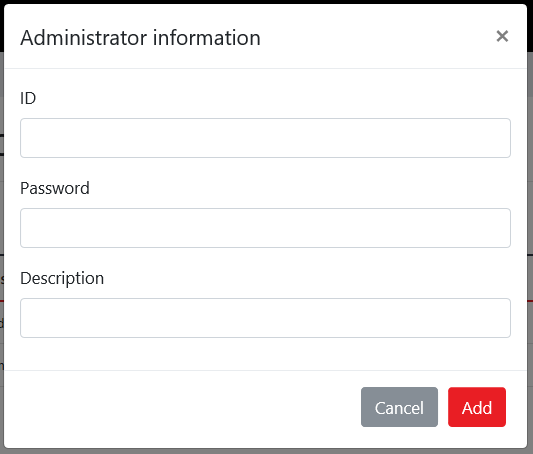 Administrator information ×
ID
Password
Description
Cancel Add